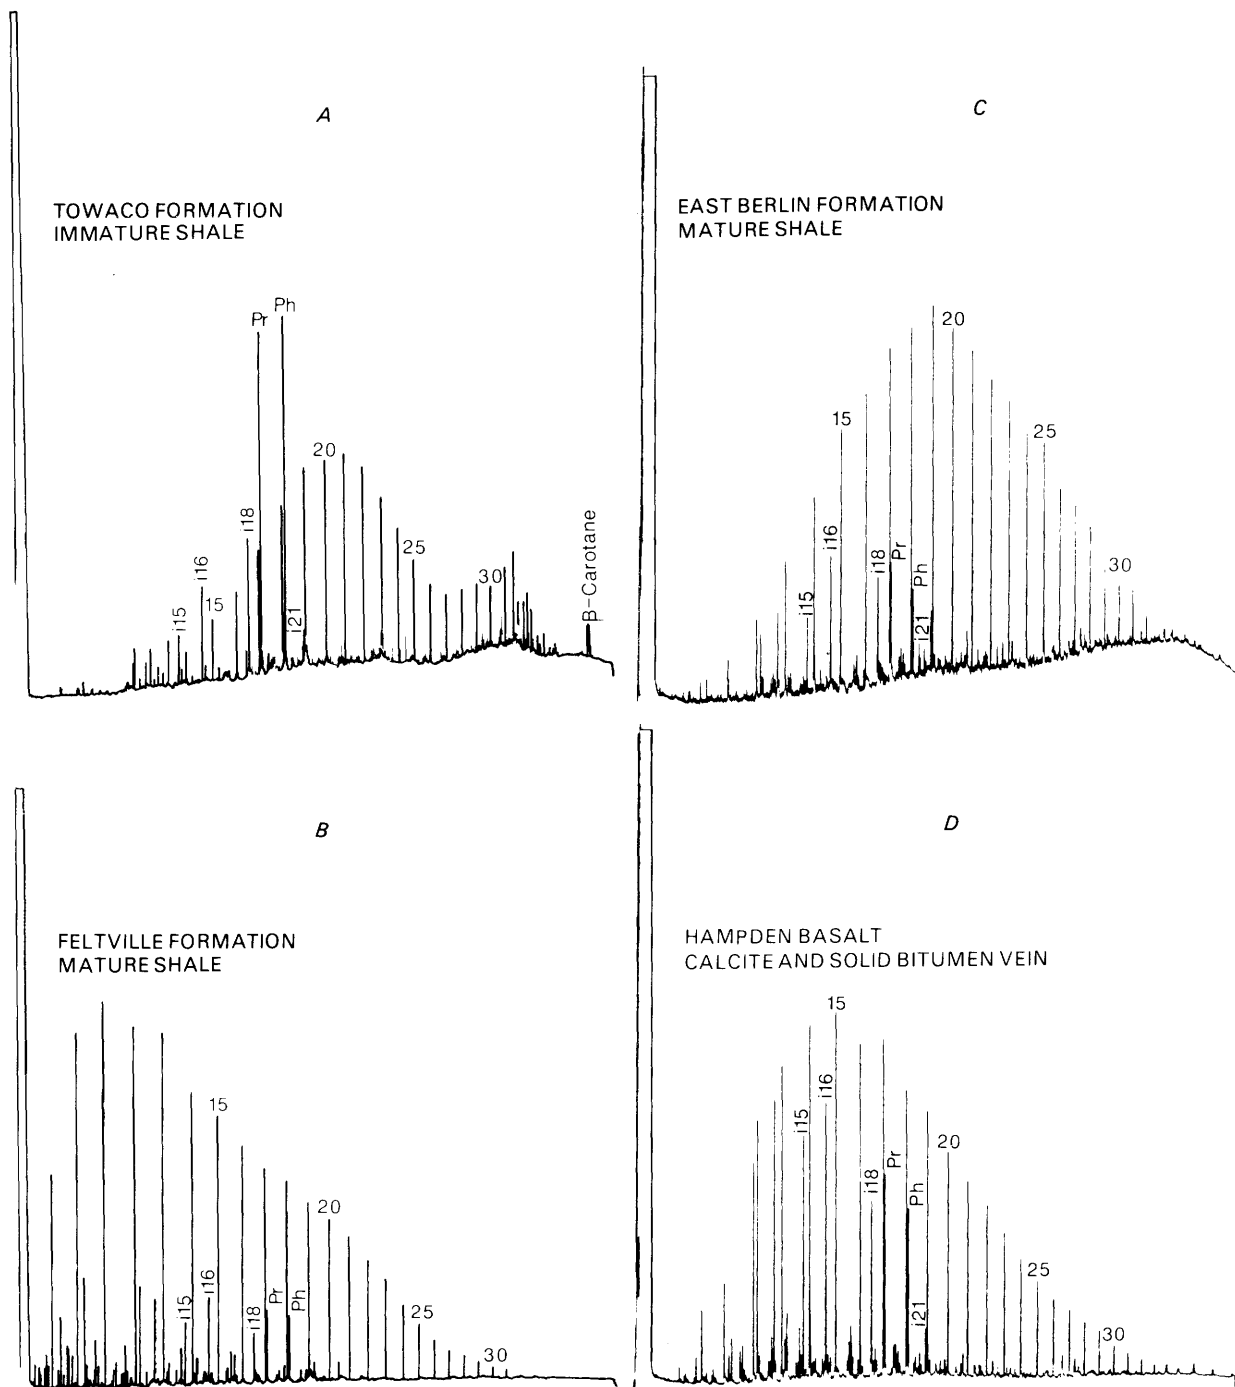 A
TOWACO FORMATION
IMMATURE SHALE
Pr
Ph
i15
i16
15
i18
i21
20
25
30
B-Carotane
C
EAST BERLIN FORMATION
MATURE SHALE
i15
i16
15
i18
Pr
Ph
i21
20
25
30
B
FELTVILLE FORMATION
MATURE SHALE
i15
i16
15
i18
Pr
Ph
20
25
30
D
HAMPDEN BASALT
CALCITE AND SOLID BITUMEN VEIN
i15
i16
15
i18
Pr
Ph
i21
20
25
30